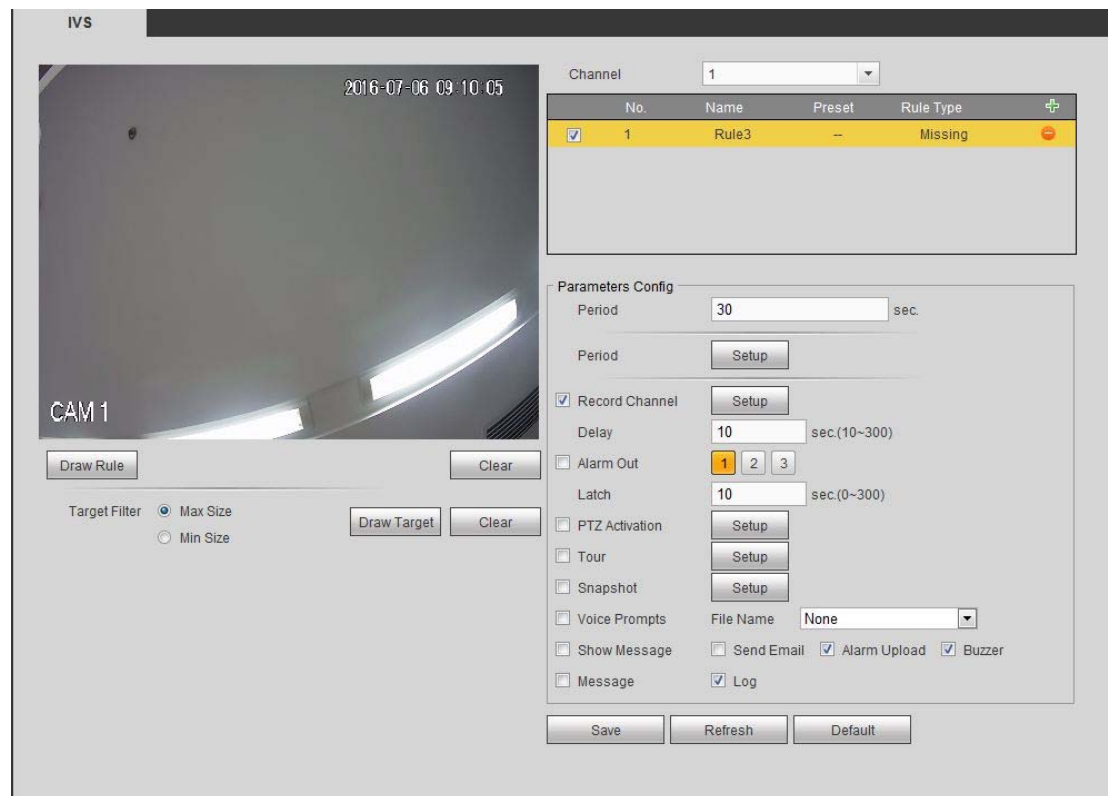 IVS
2016-07-06 09:10:05
CAM 1
Draw Rule Clear
Target Filter Max Size Draw Target Clear
Min Size
Channel 1
No. Name Preset Rule Type
1 Rule3 -- Missing
Parameters Config
Period 30 sec.
Period Setup
Record Channel Setup
Delay 10 sec.(10~300)
Alarm Out 1 2 3
Latch 10 sec.(0~300)
PTZ Activation Setup
Tour Setup
Snapshot Setup
Voice Prompts File Name None
Show Message Send Email Alarm Upload Buzzer
Message Log
Save Refresh Default